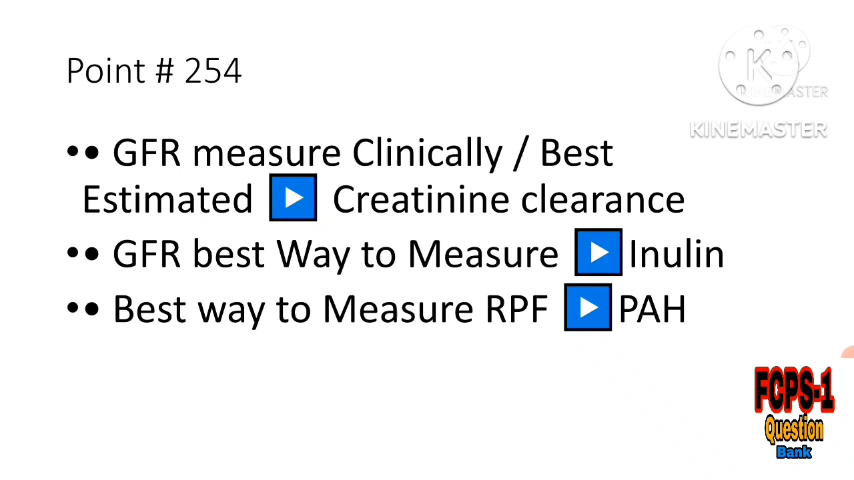 Point # 254
KINEMASTER
KINEMASTER
•• GFR measure Clinically / Best
Estimated ▶ Creatinine clearance
•• GFR best Way to Measure ▶ Inulin
•• Best way to Measure RPF ▶ PAH
FCPS-1
Question
Bank